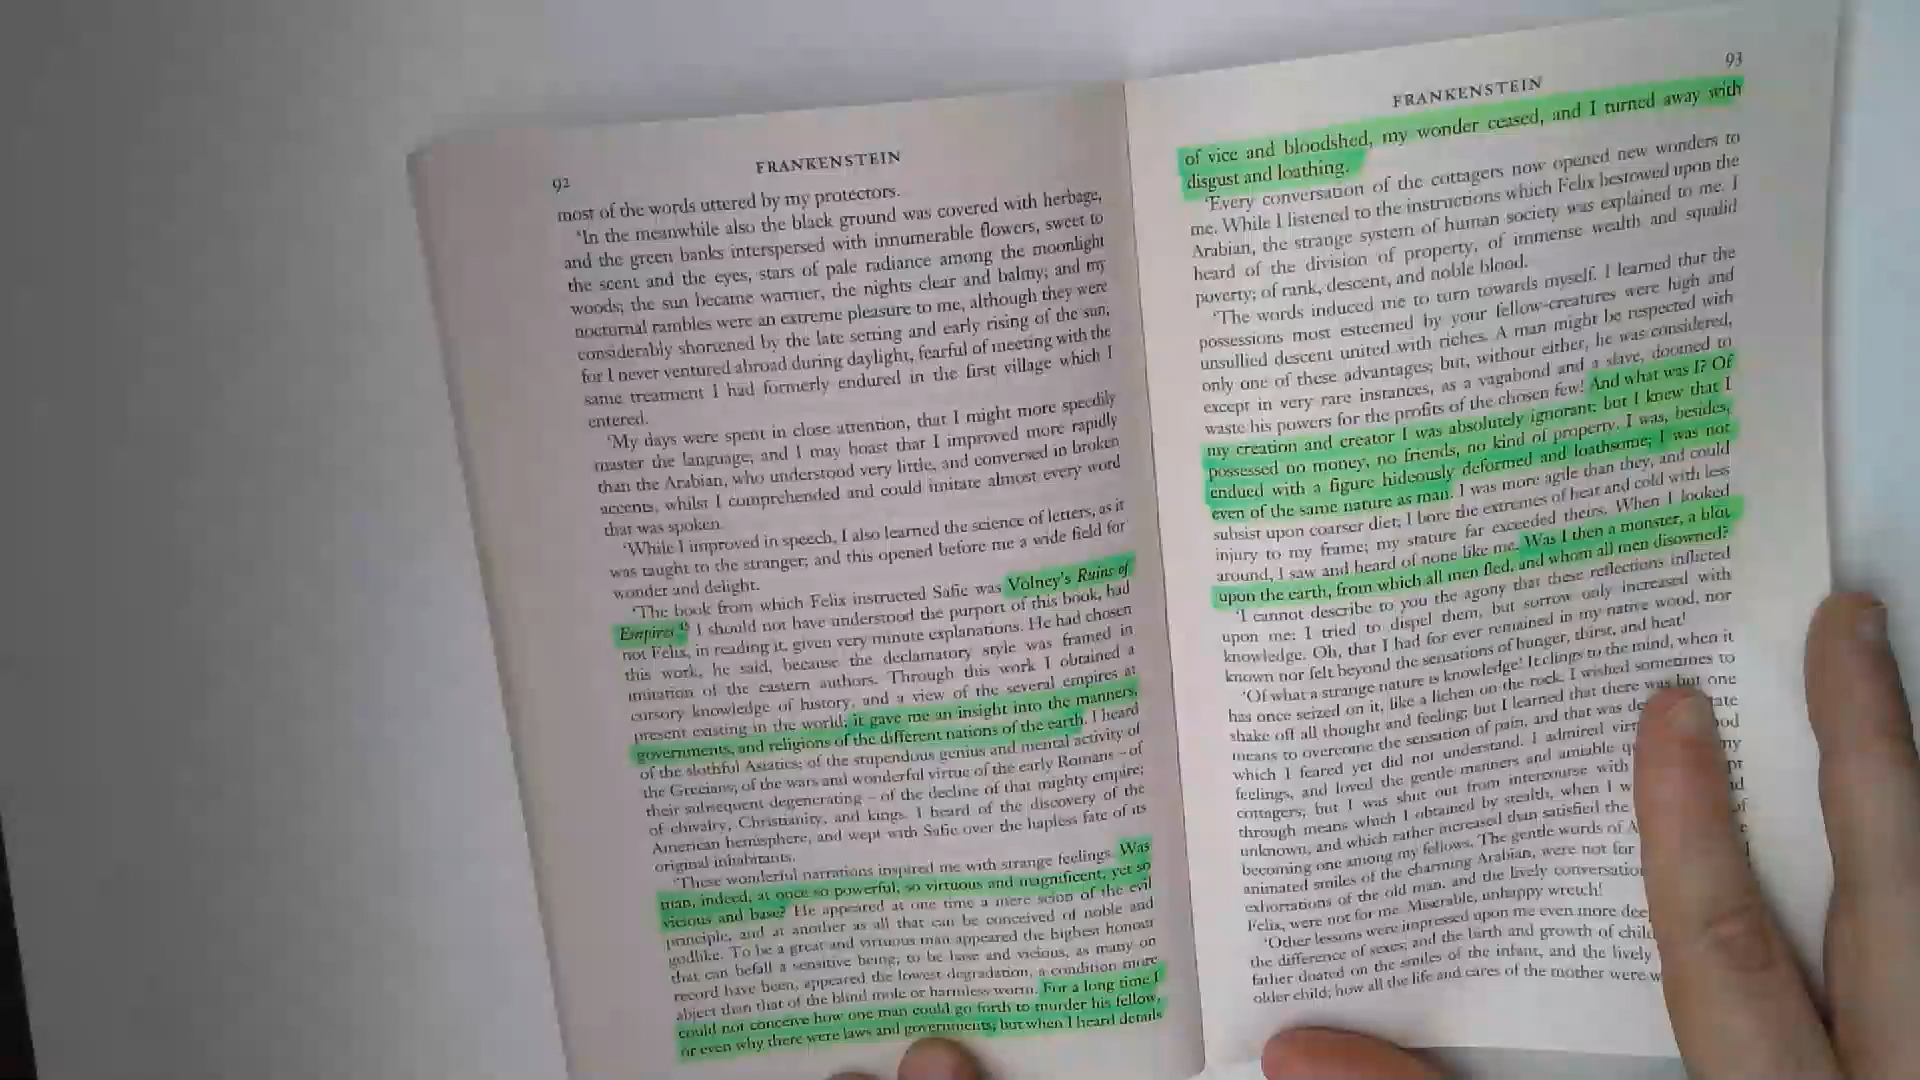 92
FRANKENSTEIN
most of the words uttered by my protectors.
'In the meanwhile also the black ground was covered with herbage,
and the green banks interspersed with innumerable flowers, sweet to
the scent and the eyes, stars of pale radiance among the moonlight
woods; the sun became warmer, the nights clear and balmy; and my
nocturnal rambles were an extreme pleasure to me, although they were
considerably shortened by the late setting and early rising of the sun;
for I never ventured abroad during daylight, fearful of meeting with the
same treatment I had formerly endured in the first village which I
entered.
'My days were spent in close attention, that I might more speedily
master the language; and I may boast that I improved more rapidly
than the Arabian, who understood very little, and conversed in broken
accents, whilst I comprehended and could imitate almost every word
that was spoken.
'While I improved in speech, I also learned the science of letters, as it
was taught to the stranger; and this opened before me a wide field for
wonder and delight.
'The book from which Felix instructed Safie was Volney's Ruins of
Empires. I should not have understood the purport of this book, had
not Felix, in reading it, given very minute explanations. He had chosen
this work, he said, because the declamatory style was framed in
imitation of the eastern authors. Through this work I obtained a
cursory knowledge of history, and a view of the several empires at
present existing in the world; it gave me an insight into the manners,
governments, and religions of the different nations of the earth. I heard
of the slothful Asiatics; of the stupendous genius and mental activity of
the Grecians; of the wars and wonderful virtue of the early Romans – of
their subsequent degenerating – of the decline of that mighty empire;
of chivalry, Christianity, and kings. I heard of the discovery of the
American hemisphere, and wept with Safie over the hapless fate of its
original inhabitants.
'These wonderful narrations inspired me with strange feelings. Was
man, indeed, at once so powerful, so virtuous and magnificent, yet so
vicious and base? He appeared at one time a mere scion of the evil
principle, and at another as all that can be conceived of noble and
godlike. To be a great and virtuous man appeared the highest honour
that can befall a sensitive being; to be base and vicious, as many on
record have been, appeared the lowest degradation, a condition more
abject than that of the blind mole or harmless worm. For a long time I
could not conceive how one man could go forth to murder his fellow,
or even why there were laws and governments; but when I heard details
93
FRANKENSTEIN
of vice and bloodshed, my wonder ceased, and I turned away with
disgust and loathing.
'Every conversation of the cottagers now opened new wonders to
me. While I listened to the instructions which Felix bestowed upon the
Arabian, the strange system of human society was explained to me. I
heard of the division of property, of immense wealth and squalid
poverty; of rank, descent, and noble blood.
'The words induced me to turn towards myself. I learned that the
possessions most esteemed by your fellow-creatures were high and
unsullied descent united with riches. A man might be respected with
only one of these advantages; but, without either, he was considered,
except in very rare instances, as a vagabond and a slave, doomed to
waste his powers for the profits of the chosen few! And what was I? Of
my creation and creator I was absolutely ignorant; but I knew that I
possessed no money, no friends, no kind of property. I was, besides,
endued with a figure hideously deformed and loathsome; I was not
even of the same nature as man. I was more agile than they, and could
subsist upon coarser diet; I bore the extremes of heat and cold with less
injury to my frame; my stature far exceeded theirs. When I looked
around, I saw and heard of none like me. Was I then a monster, a blot
upon the earth, from which all men fled, and whom all men disowned?
'I cannot describe to you the agony that these reflections inflicted
upon me: I tried to dispel them, but sorrow only increased with
knowledge. Oh, that I had for ever remained in my native wood, nor
known nor felt beyond the sensations of hunger, thirst, and heat!
'Of what a strange nature is knowledge! It clings to the mind, when it
has once seized on it, like a lichen on the rock. I wished sometimes to
shake off all thought and feeling; but I learned that there was but one
means to overcome the sensation of pain, and that was
which I feared yet did not understand. I admired
feelings, and loved the gentle manners and amiable
cottagers; but I was shut out from intercourse with
through means which I obtained by stealth, when I
unknown, and which rather increased than satisfied the
becoming one among my fellows. The gentle words of
animated smiles of the charming Arabian, were not for
exhortations of the old man, and the lively
Felix, were not for me. Miserable, unhappy wretch!
'Other lessons were impressed upon me even more
the difference of sexes; and the birth and growth of
father doated on the smiles of the infant, and the lively
older child; how all the life and cares of the mother were